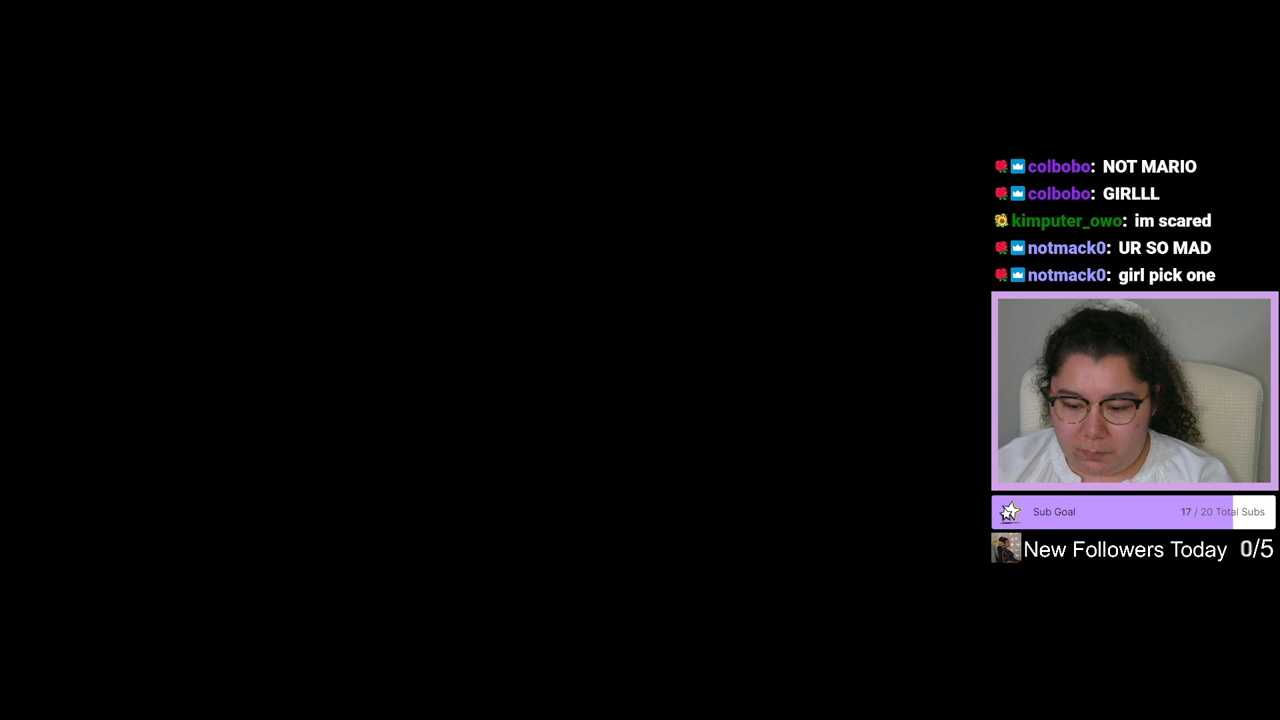 colbobo: NOT MARIO
colbobo: GIRLLL
kimputer_owo: im scared
notmack0: UR SO MAD
notmack0: girl pick one
Sub Goal 17 / 20 Total Subs
New Followers Today 0/5